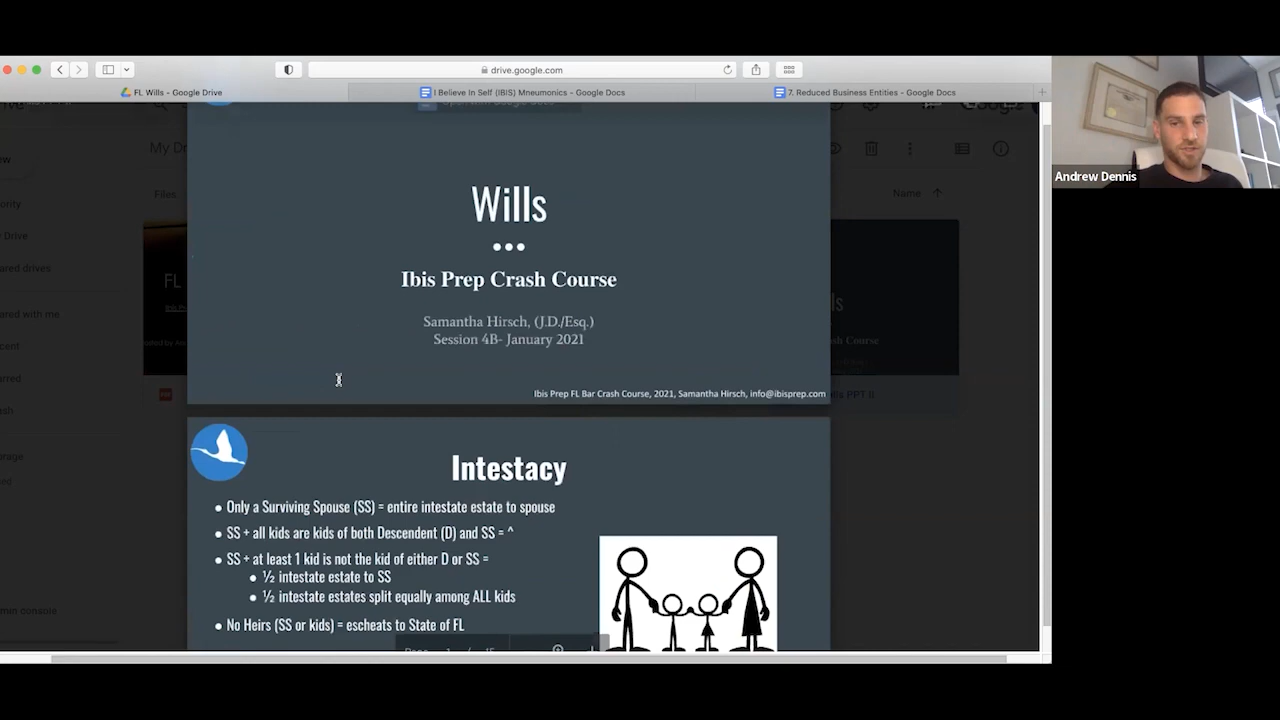 drive.google.com
FL Wills - Google Drive
I Believe In Self (IBIS) Mneumonics - Google Docs
7. Reduced Business Entities - Google Docs
Andrew Dennis
My Dr
Files
Name
Wills
Ibis Prep Crash Course
Samantha Hirsch, (J.D./Esq.)
Session 4B- January 2021
Ibis Prep FL Bar Crash Course, 2021, Samantha Hirsch, info@ibisprep.com
FL
Intestacy
• Only a Surviving Spouse (SS) = entire intestate estate to spouse
• SS + all kids are kids of both Descendent (D) and SS = ^
• SS + at least 1 kid is not the kid of either D or SS =
• ½ intestate estate to SS
• ½ intestate estates split equally among ALL kids
• No Heirs (SS or kids) = escheats to State of FL